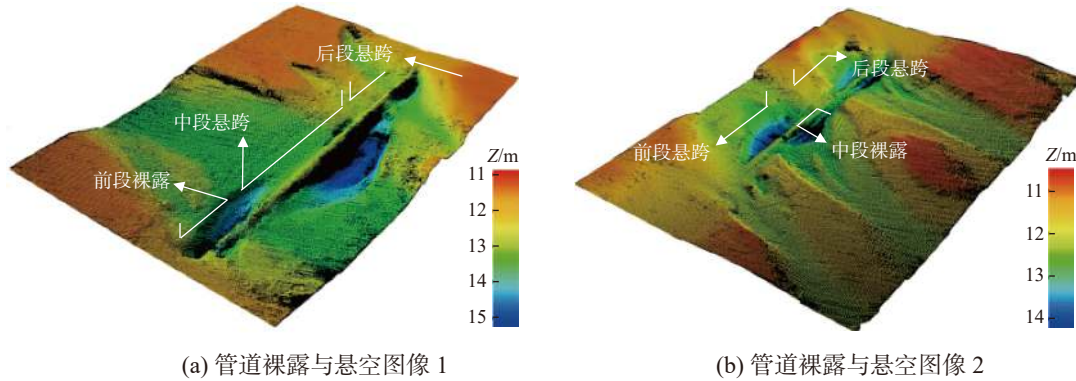 后段悬跨
中段悬跨
前段裸露
Z/m
11
12
13
14
15
(a) 管道裸露与悬空图像 1
后段悬跨
前段悬跨
中段裸露
Z/m
11
12
13
14
(b) 管道裸露与悬空图像 2